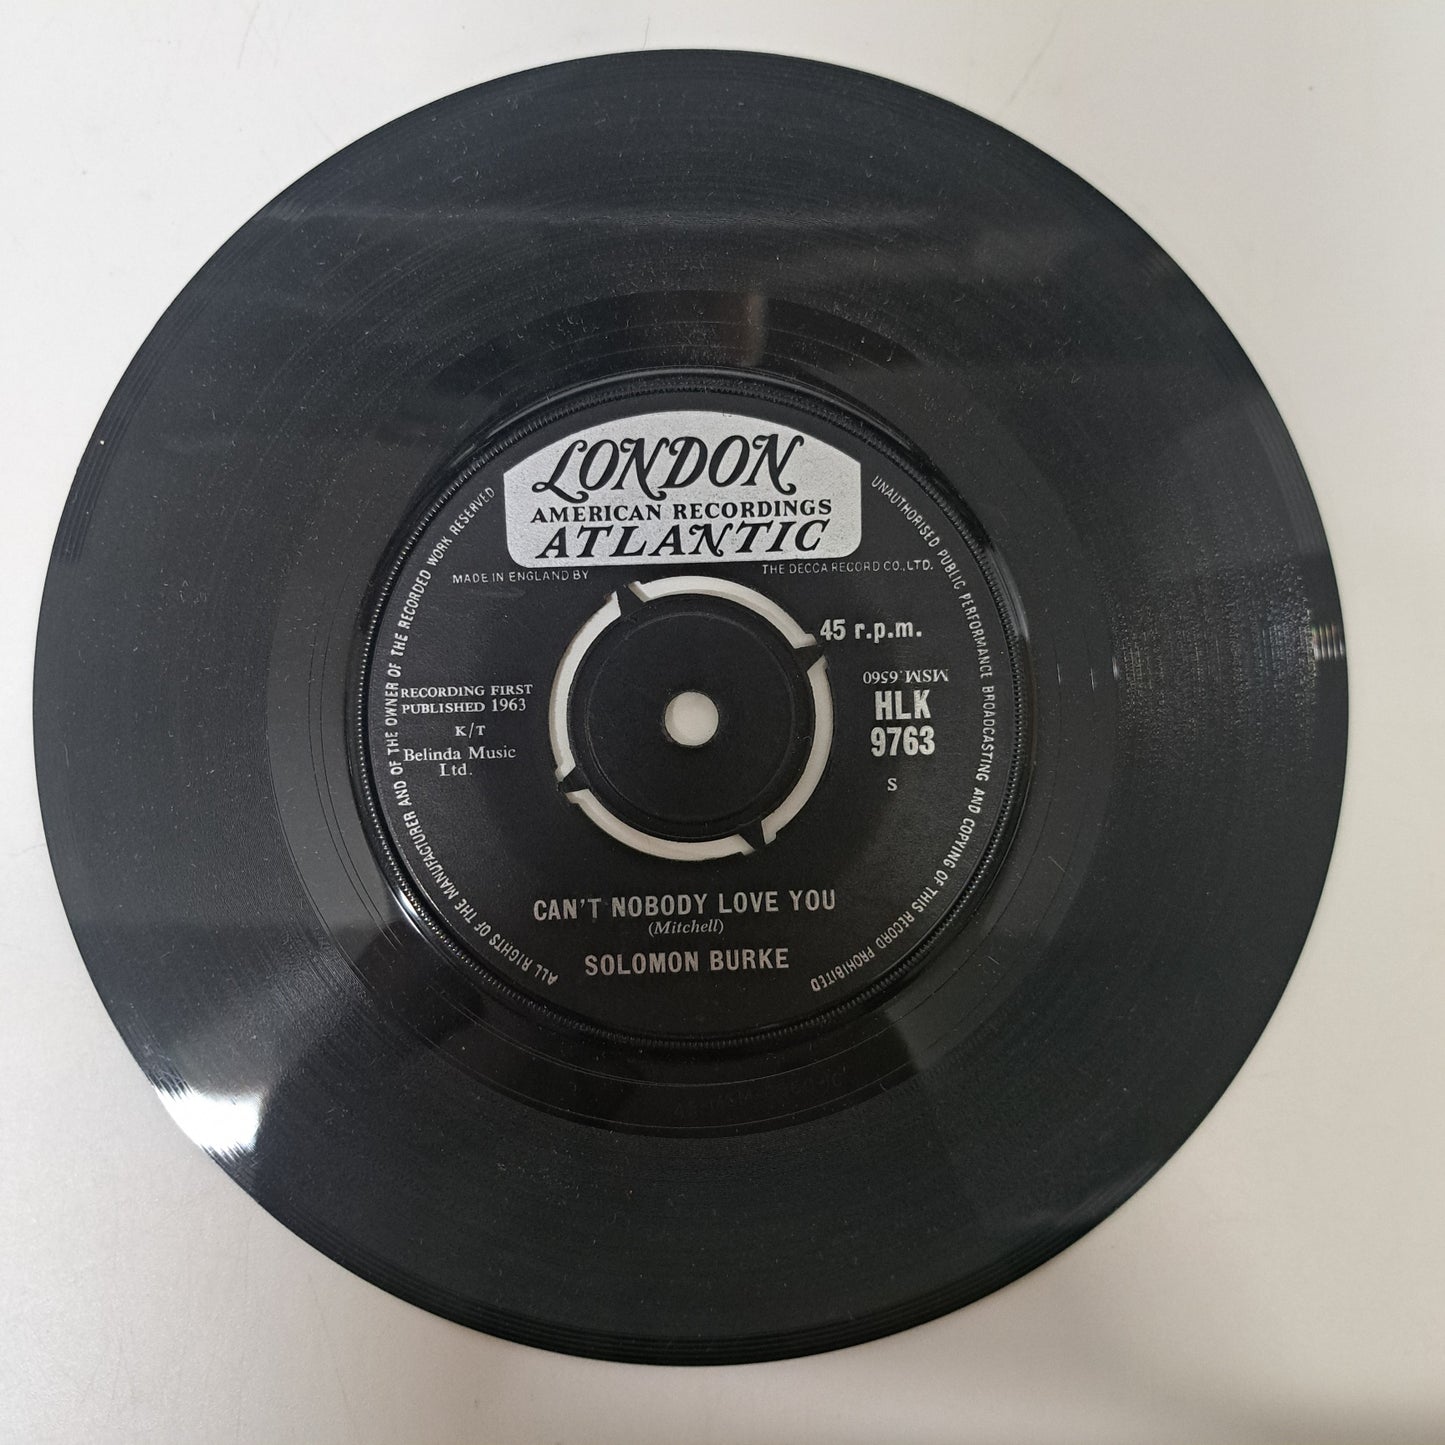 LONDON
AMERICAN RECORDINGS
ATLANTIC
MADE IN ENGLAND BY THE DECCA RECORD CO., LTD.
45 r.p.m.
MSM.6560
HLK
9763
S
RECORDING FIRST
PUBLISHED 1963
K/T
Belinda Music
Ltd.
CAN'T NOBODY LOVE YOU
(Mitchell)
SOLOMON BURKE
ALL RIGHTS OF THE MANUFACTURER AND OF THE OWNER OF THE RECORDED WORK RESERVED
UNAUTHORISED PUBLIC PERFORMANCE BROADCASTING AND COPYING OF THIS RECORD PROHIBITED